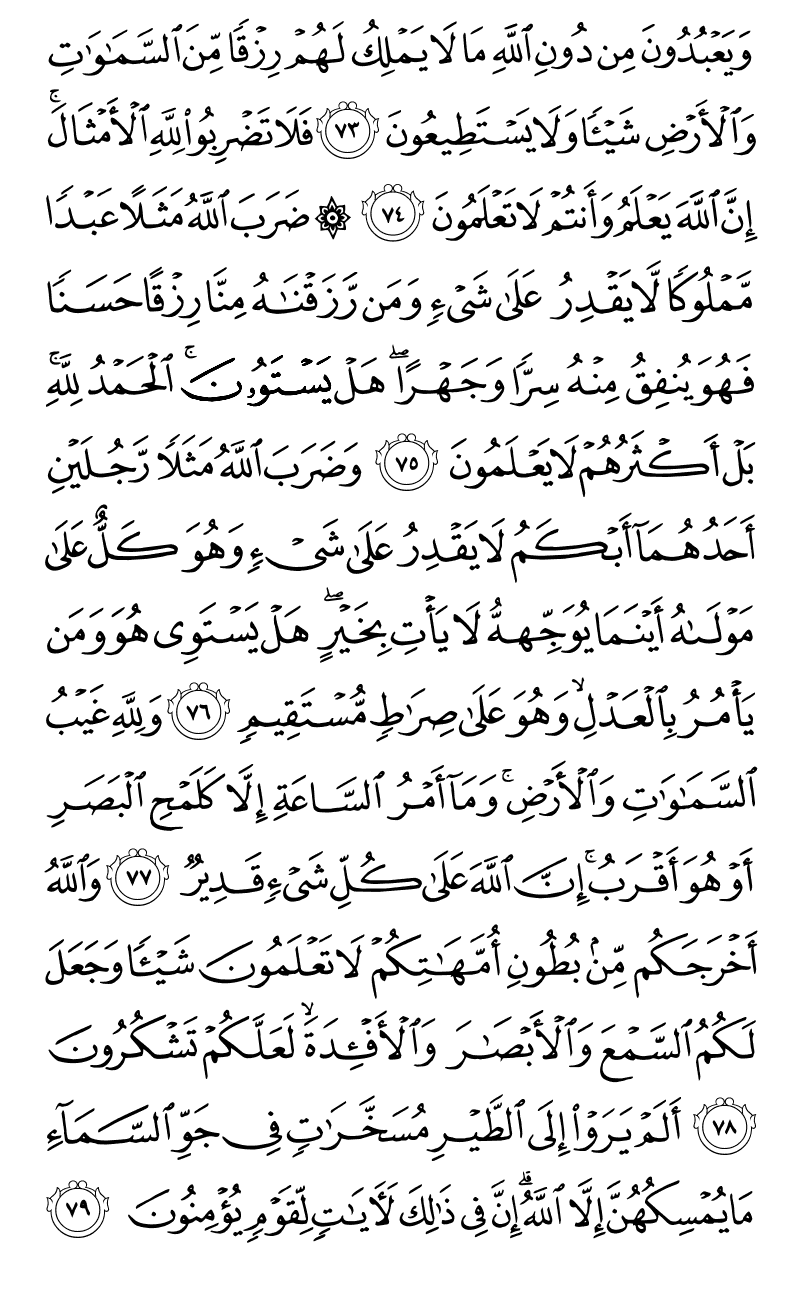 وَيَعْبُدُونَ مِن دُونِ ٱللَّهِ مَا لَا يَمْلِكُ لَهُمْ رِزْقًا مِّنَ ٱلسَّمَٰوَٰتِ
وَٱلْأَرْضِ شَيْـًٔا وَلَا يَسْتَطِيعُونَ ٧٣ فَلَا تَضْرِبُوا۟ لِلَّهِ ٱلْأَمْثَالَ ۚ
إِنَّ ٱللَّهَ يَعْلَمُ وَأَنتُمْ لَا تَعْلَمُونَ ٧٤ ۞ ضَرَبَ ٱللَّهُ مَثَلًا عَبْدًا
مَّمْلُوكًا لَّا يَقْدِرُ عَلَىٰ شَىْءٍ وَمَن رَّزَقْنَٰهُ مِنَّا رِزْقًا حَسَنًا
فَهُوَ يُنفِقُ مِنْهُ سِرًّا وَجَهْرًا ۖ هَلْ يَسْتَوُۥنَ ۚ ٱلْحَمْدُ لِلَّهِ ۚ
بَلْ أَكْثَرُهُمْ لَا يَعْلَمُونَ ٧٥ وَضَرَبَ ٱللَّهُ مَثَلًا رَّجُلَيْنِ
أَحَدُهُمَآ أَبْكَمُ لَا يَقْدِرُ عَلَىٰ شَىْءٍ وَهُوَ كَلٌّ عَلَىٰ
مَوْلَىٰهُ أَيْنَمَا يُوَجِّههُّ لَا يَأْتِ بِخَيْرٍ ۖ هَلْ يَسْتَوِى هُوَ وَمَن
يَأْمُرُ بِٱلْعَدْلِ ۙ وَهُوَ عَلَىٰ صِرَٰطٍ مُّسْتَقِيمٍ ٧٦ وَلِلَّهِ غَيْبُ
ٱلسَّمَٰوَٰتِ وَٱلْأَرْضِ ۚ وَمَآ أَمْرُ ٱلسَّاعَةِ إِلَّا كَلَمْحِ ٱلْبَصَرِ
أَوْ هُوَ أَقْرَبُ ۚ إِنَّ ٱللَّهَ عَلَىٰ كُلِّ شَىْءٍ قَدِيرٌ ٧٧ وَٱللَّهُ
أَخْرَجَكُم مِّنۢ بُطُونِ أُمَّهَٰتِكُمْ لَا تَعْلَمُونَ شَيْـًٔا وَجَعَلَ
لَكُمُ ٱلسَّمْعَ وَٱلْأَبْصَٰرَ وَٱلْأَفْـِٔدَةَ ۙ لَعَلَّكُمْ تَشْكُرُونَ
٧٨ أَلَمْ يَرَوْا۟ إِلَى ٱلطَّيْرِ مُسَخَّرَٰتٍ فِى جَوِّ ٱلسَّمَآءِ
مَا يُمْسِكُهُنَّ إِلَّا ٱللَّهُ ۗ إِنَّ فِى ذَٰلِكَ لَءَايَٰتٍ لِّقَوْمٍ يُؤْمِنُونَ ٧٩